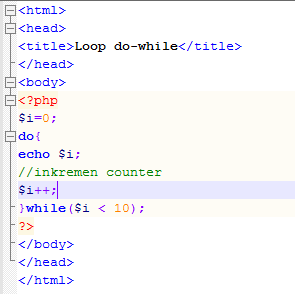 <html>
<head>
<title>Loop do-while</title>
</head>
<body>
<?php
$i=0;
do{
echo $i;
//inkremen counter
$i++;
}while($i < 10);
?>
</body>
</head>
</html>